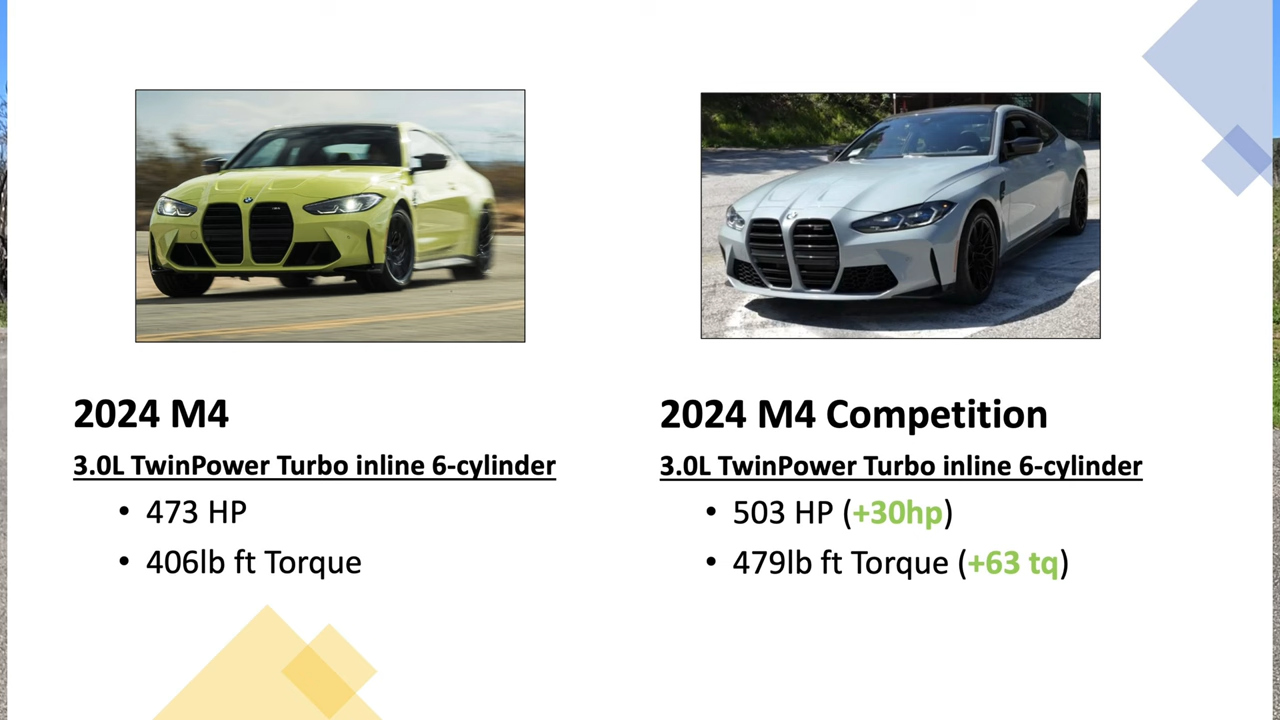 2024 M4
3.0L TwinPower Turbo inline 6-cylinder
• 473 HP
• 406lb ft Torque
2024 M4 Competition
3.0L TwinPower Turbo inline 6-cylinder
• 503 HP (+30hp)
• 479lb ft Torque (+63 tq)